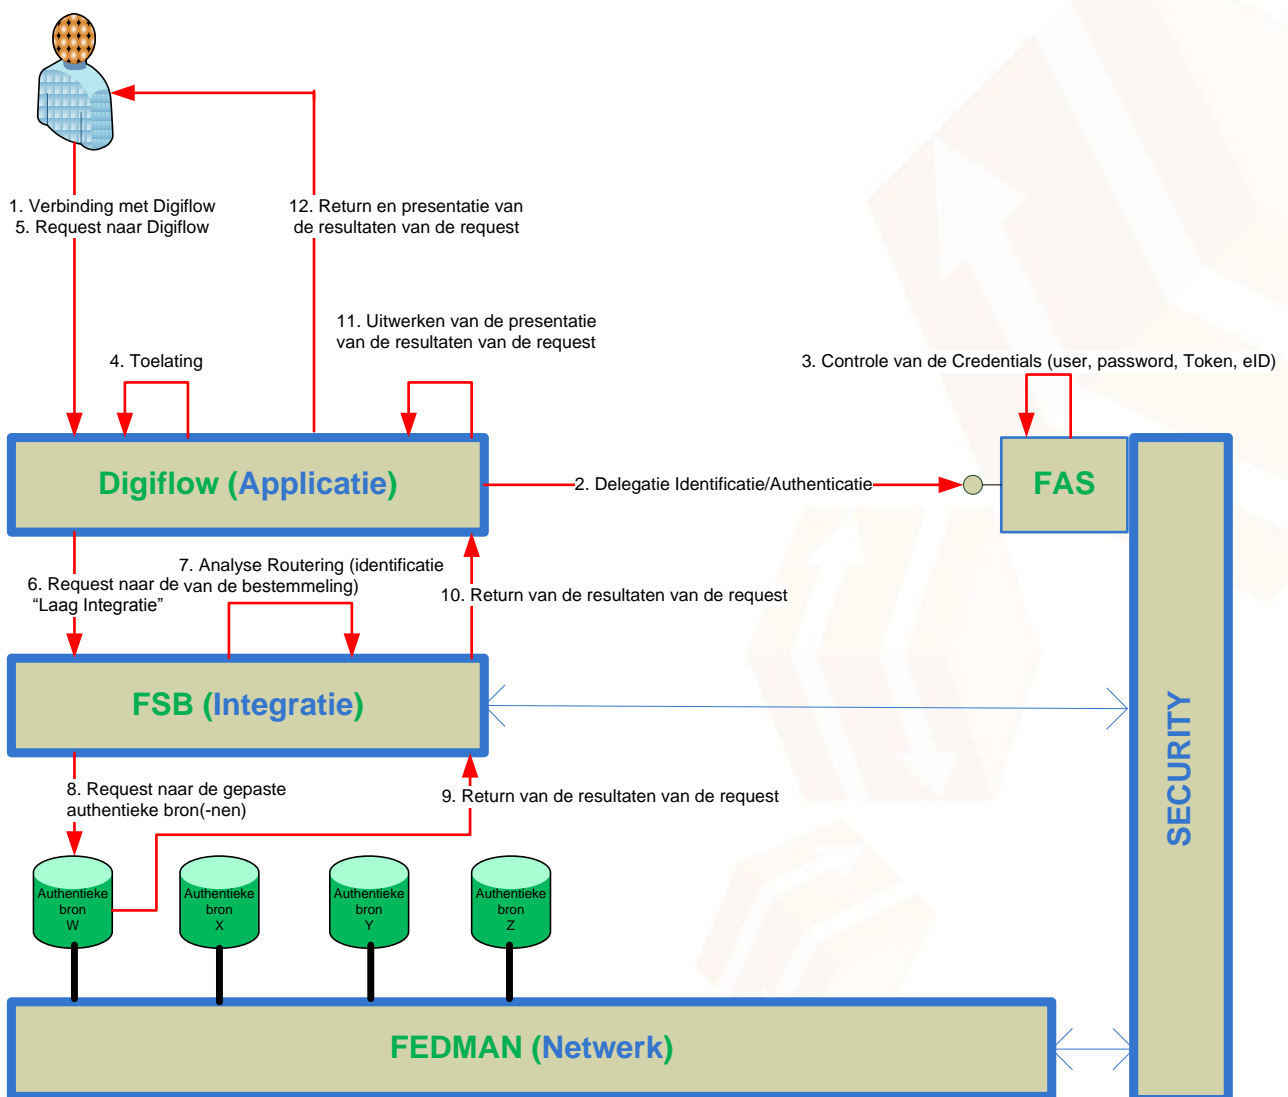 1. Verbinding met Digiflow
5. Request naar Digiflow
12. Return en presentatie van
de resultaten van de request
11. Uitwerken van de presentatie
van de resultaten van de request
4. Toelating
3. Controle van de Credentials (user, password, Token, eID)
Digiflow (Applicatie)
2. Delegatie Identificatie/Authenticatie
FAS
6. Request naar de
“Laag Integratie”
7. Analyse Routering (identificatie
van de bestemmeling)
10. Return van de resultaten van de request
FSB (Integratie)
SECURITY
8. Request naar de gepaste
authentieke bron(-nen)
9. Return van de resultaten van de request
Authentieke
bron
W
Authentieke
bron
X
Authentieke
bron
Y
Authentieke
bron
Z
FEDMAN (Netwerk)